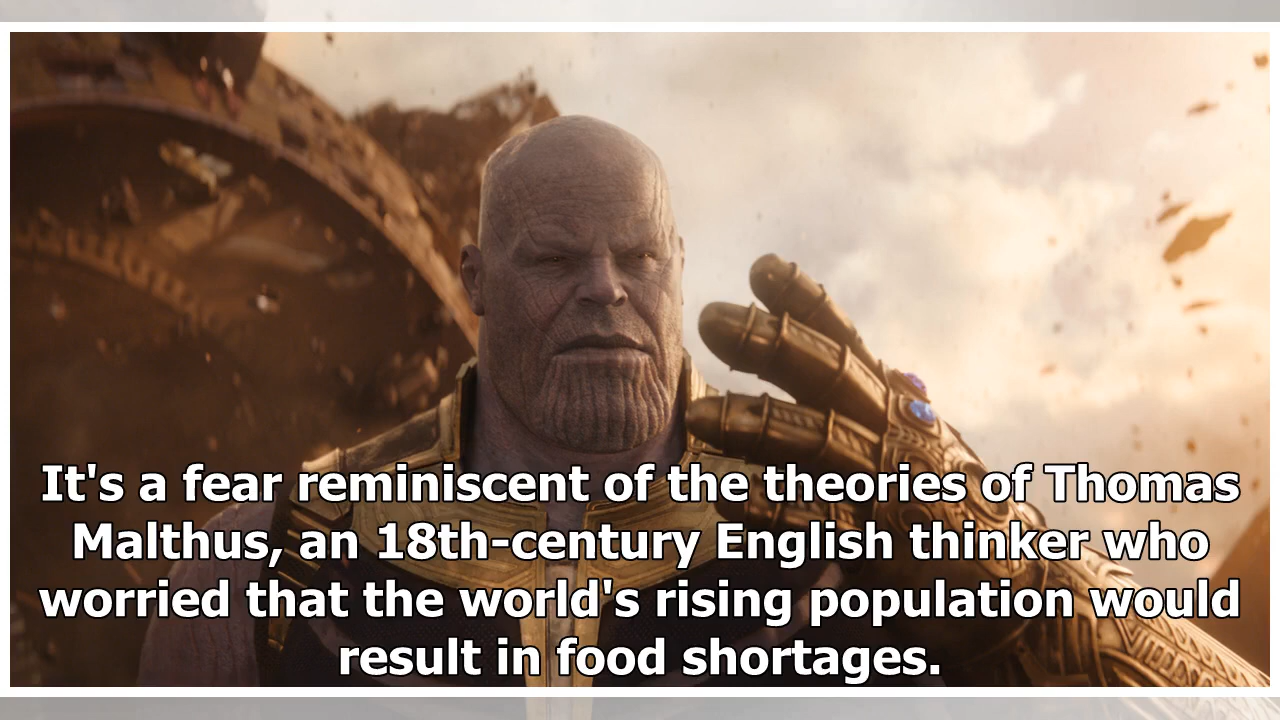 It's a fear reminiscent of the theories of Thomas
Malthus, an 18th-century English thinker who
worried that the world's rising population would
result in food shortages.